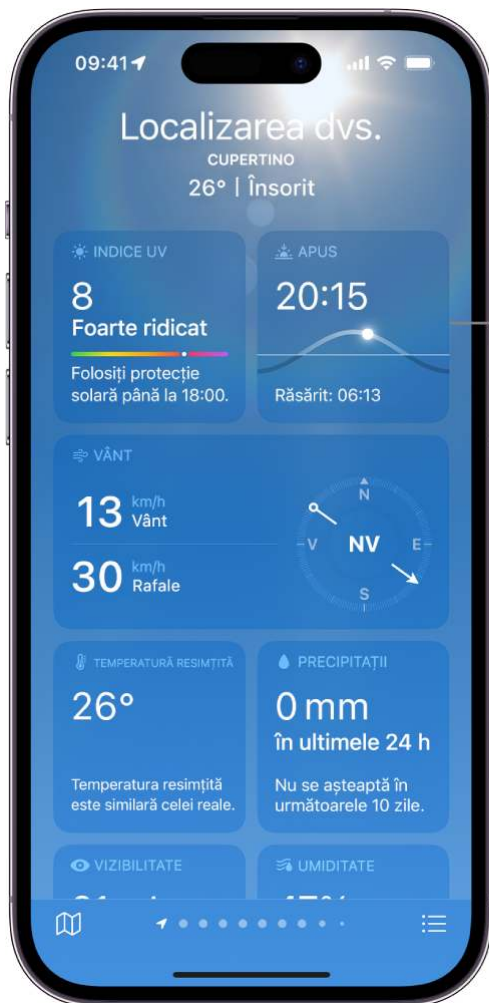 09:41
Localizarea dvs.
CUPERTINO
26° | Însorit
INDICE UV
8
Foarte ridicat
Folosiți protecție
solară până la 18:00.
APUS
20:15
Răsărit: 06:13
VÂNT
13 km/h
Vânt
30 km/h
Rafale
N
V NV E
S
TEMPERATURĂ RESIMȚITĂ
26°
Temperatura resimțită
este similară celei reale.
PRECIPITAȚII
0 mm
în ultimele 24 h
Nu se așteaptă în
următoarele 10 zile.
VIZIBILITATE
UMIDITATE